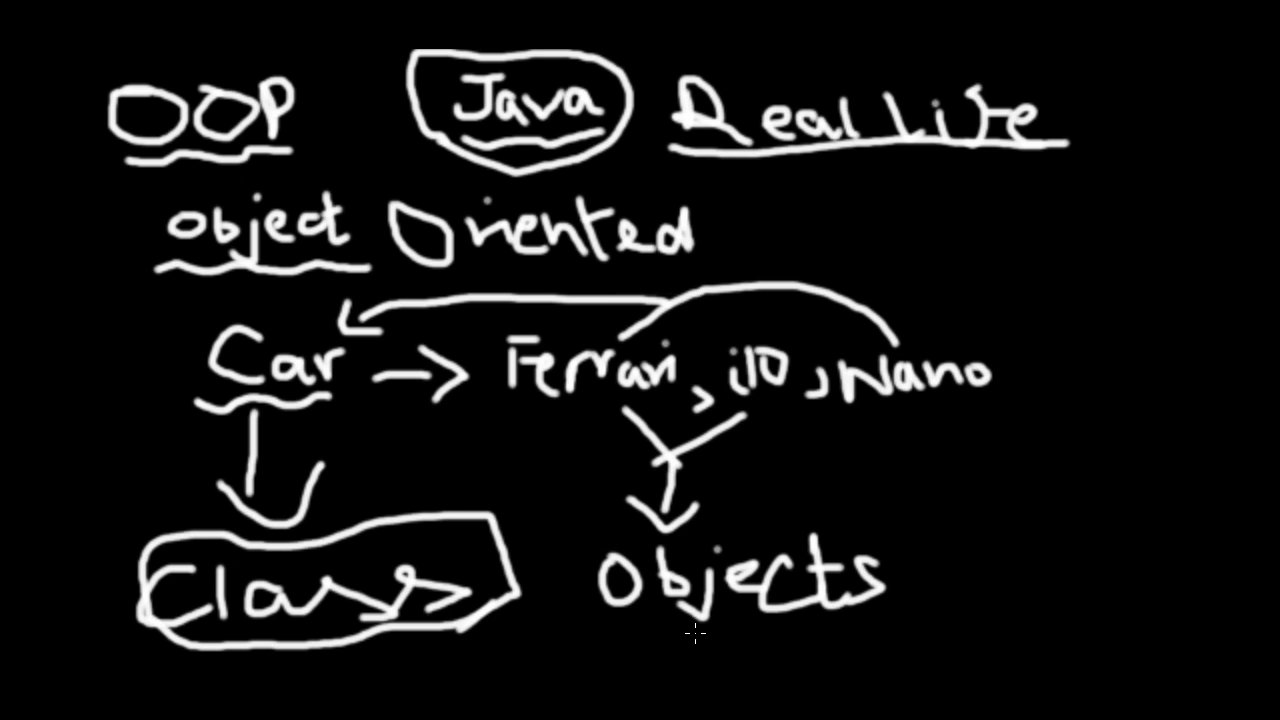 OOP Java Real Life
object Oriented
Car → Ferrari, i10, Nano
Class Objects